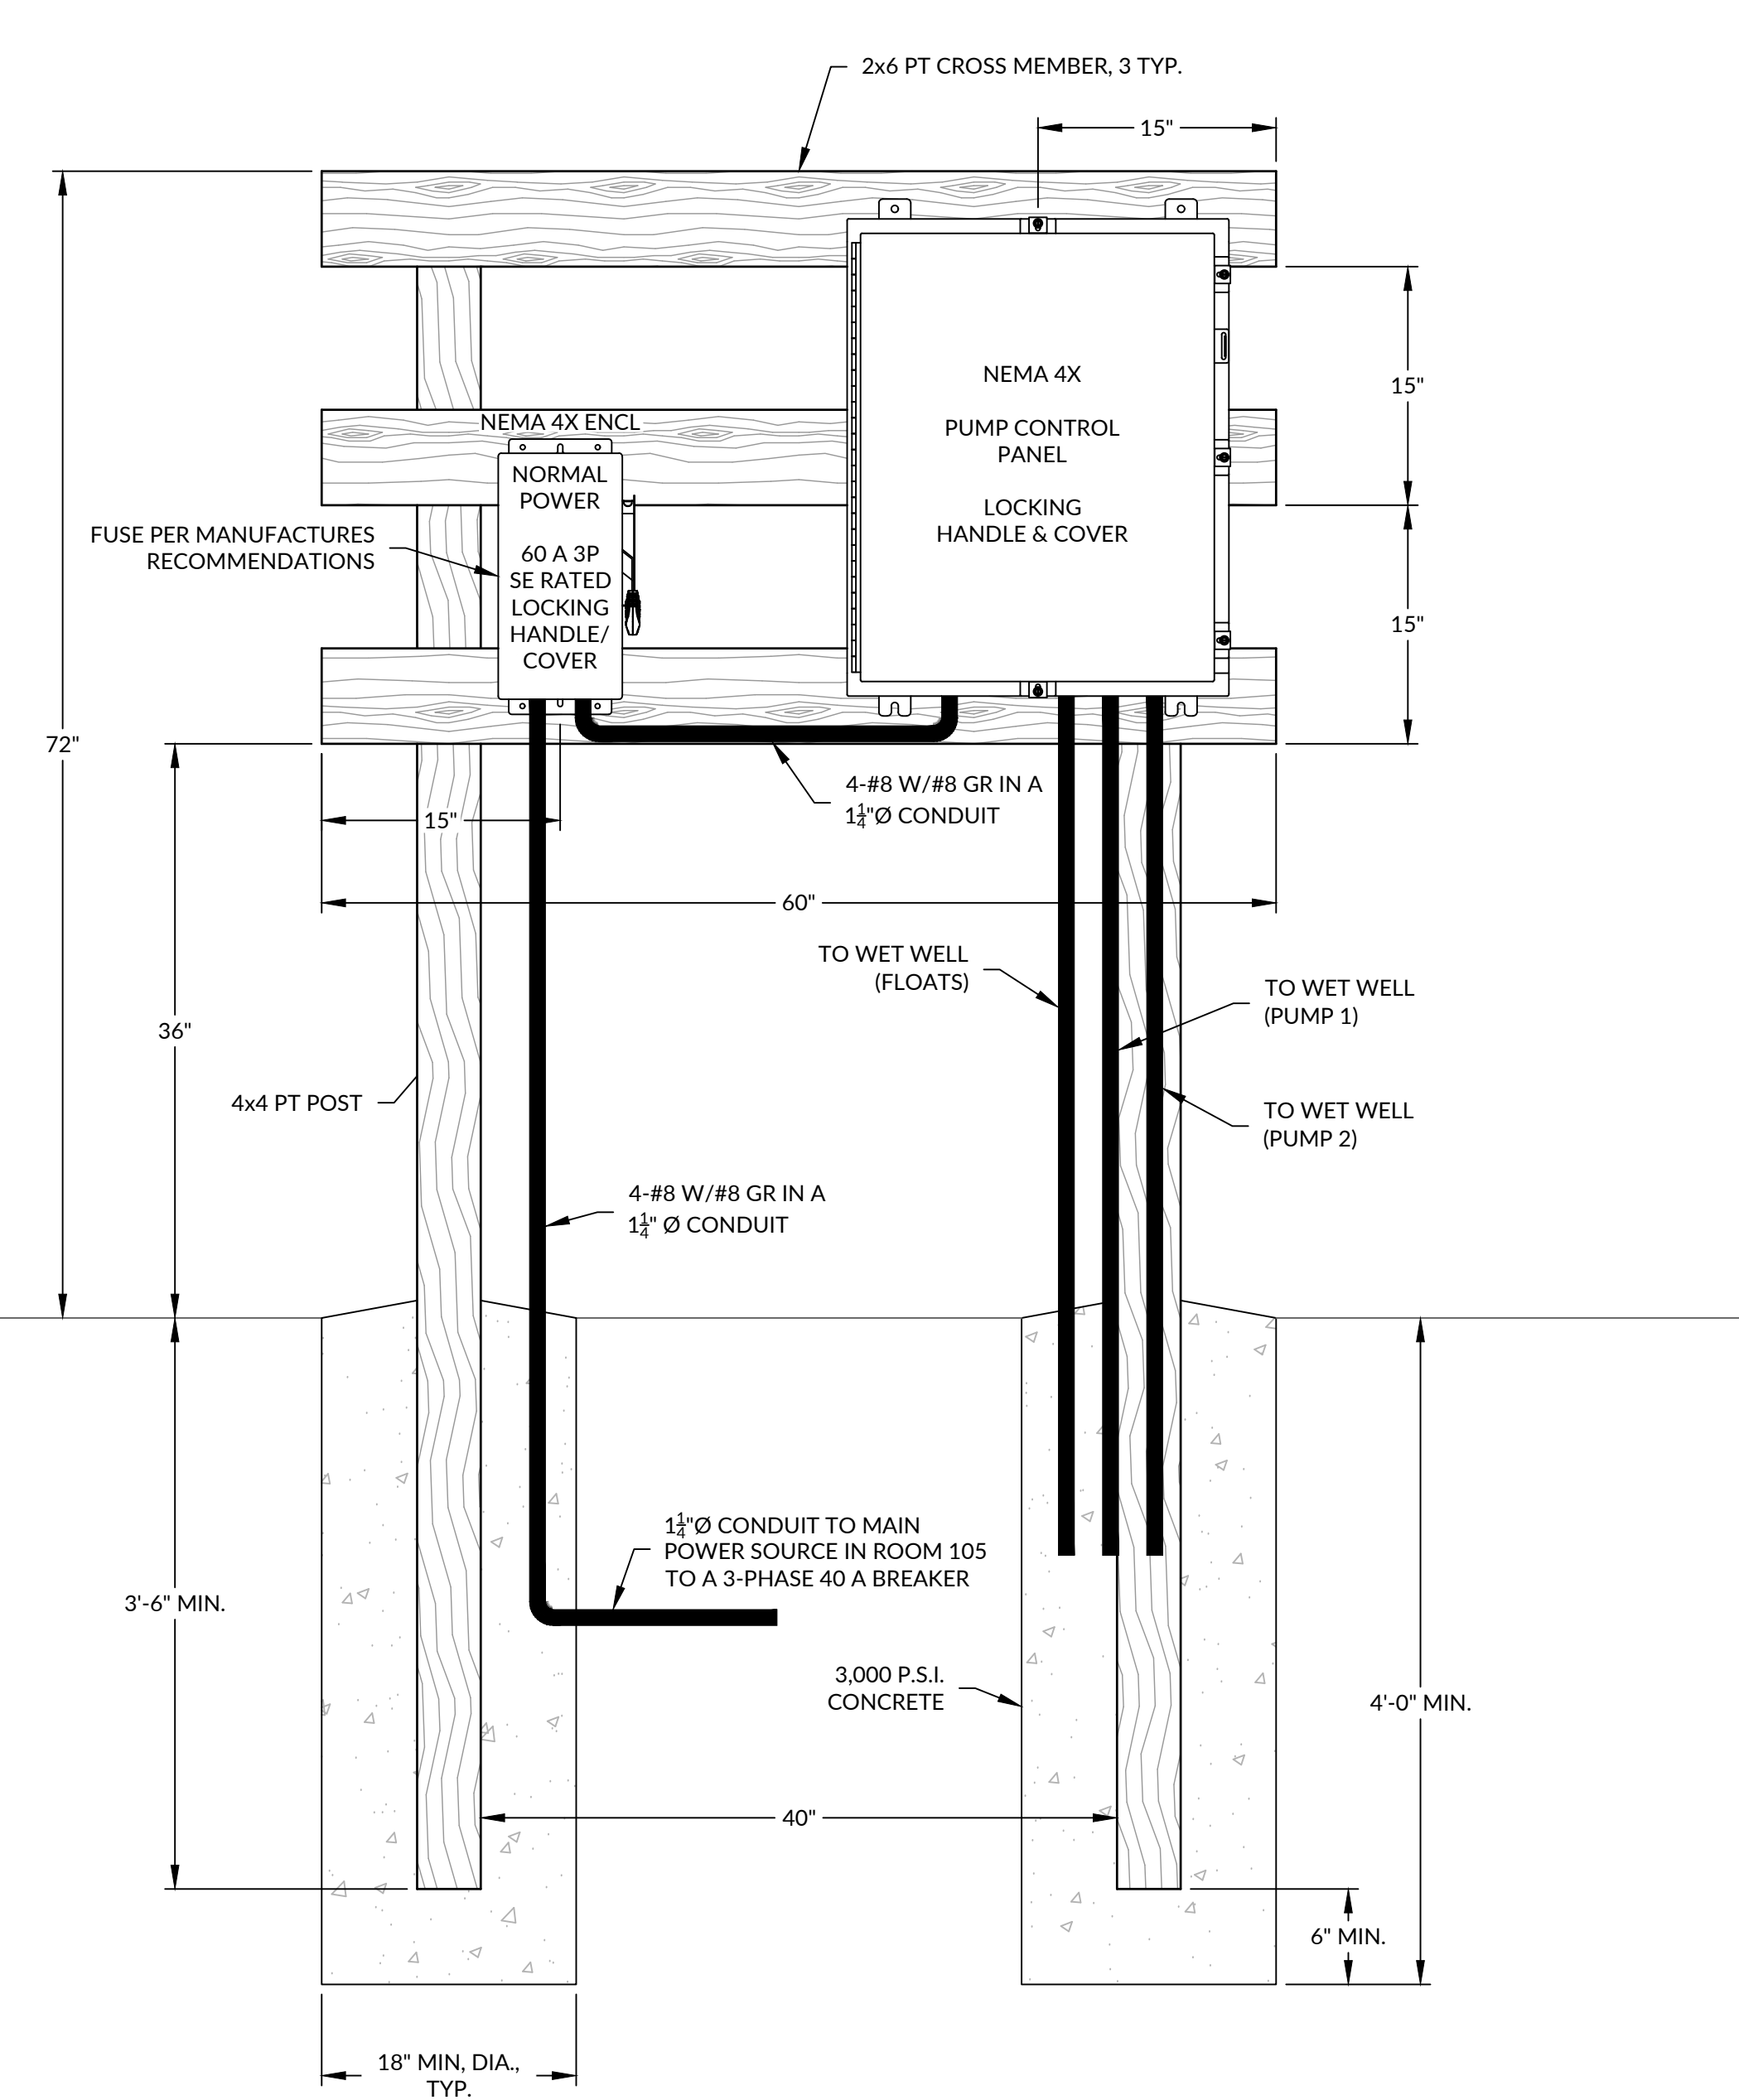 2x6 PT CROSS MEMBER, 3 TYP.
15"
NEMA 4X
PUMP CONTROL
PANEL
LOCKING
HANDLE & COVER
15"
NEMA 4X ENCL
NORMAL
POWER
60 A 3P
SE RATED
LOCKING
HANDLE/
COVER
FUSE PER MANUFACTURES
RECOMMENDATIONS
15"
72"
4-#8 W/#8 GR IN A
1¼"Ø CONDUIT
15"
60"
TO WET WELL
(FLOATS)
TO WET WELL
(PUMP 1)
36"
4x4 PT POST
TO WET WELL
(PUMP 2)
4-#8 W/#8 GR IN A
1¼" Ø CONDUIT
1¼"Ø CONDUIT TO MAIN
POWER SOURCE IN ROOM 105
TO A 3-PHASE 40 A BREAKER
3'-6" MIN.
3,000 P.S.I.
CONCRETE
4'-0" MIN.
40"
6" MIN.
18" MIN, DIA.,
TYP.